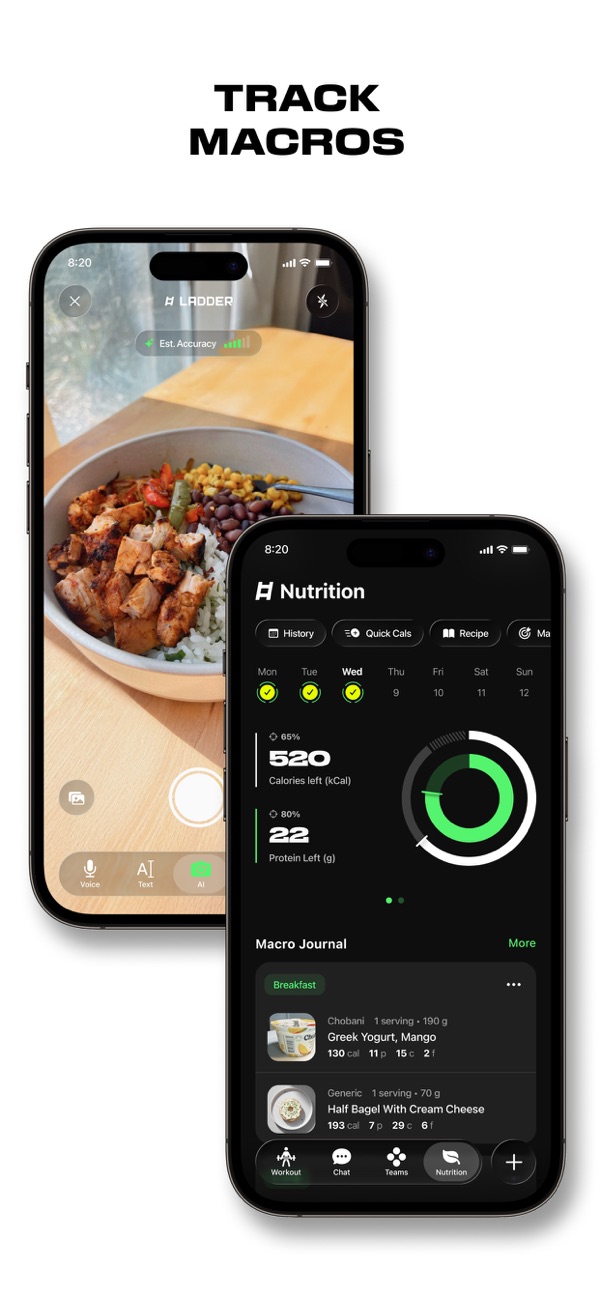 TRACK
MACROS
8:20
LADDER
Est. Accuracy
Voice
Text
AI
8:20
Nutrition
History
Quick Cals
Recipe
Ma
Mon Tue Wed Thu Fri Sat Sun
9 10 11 12
65%
520
Calories left (kCal)
80%
22
Protein Left (g)
Macro Journal More
Breakfast
Chobani 1 serving • 190 g
Greek Yogurt, Mango
130 cal 11 p 15 c 2 f
Generic 1 serving • 70 g
Half Bagel With Cream Cheese
193 cal 7 p 29 c 6 f
Workout Chat Teams Nutrition